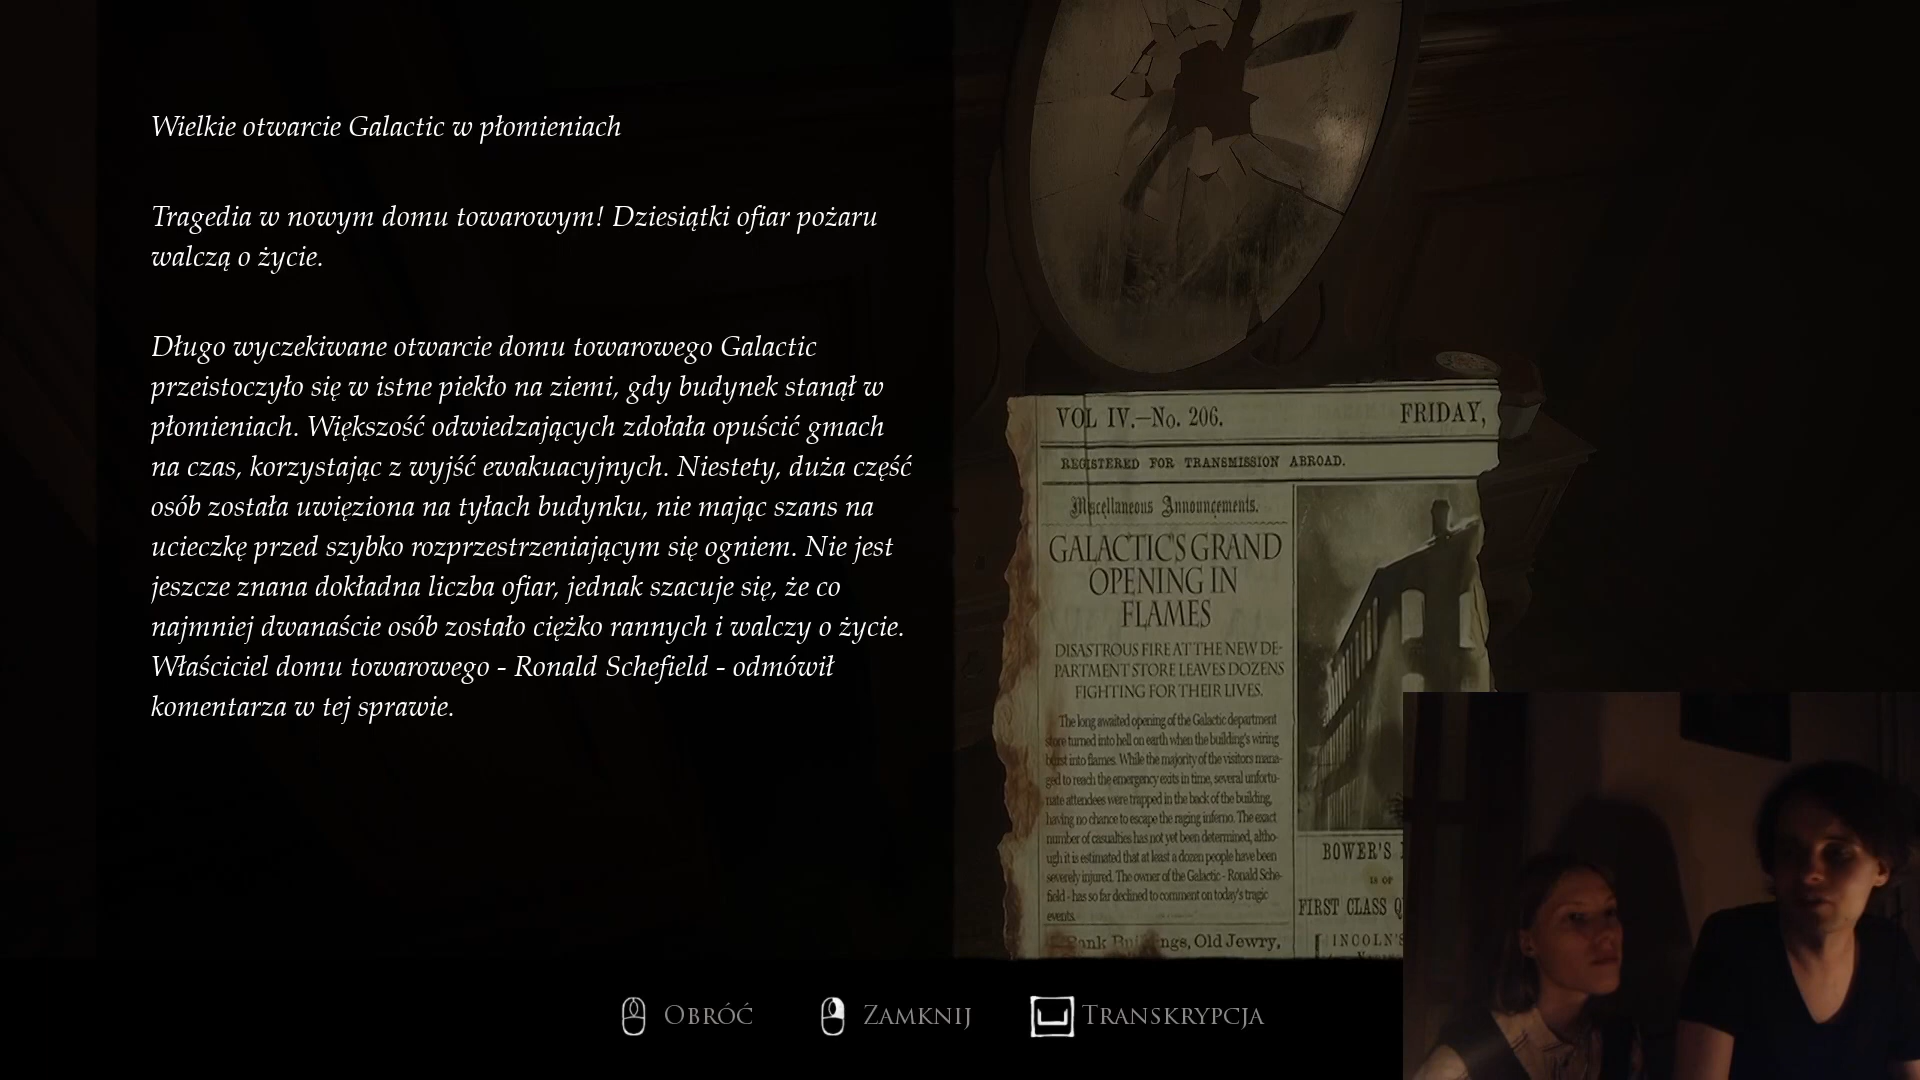 Wielkie otwarcie Galactic w płomieniach
Tragedia w nowym domu towarowym! Dziesiątki ofiar pożaru
walczą o życie.
Długo wyczekiwane otwarcie domu towarowego Galactic
przeistoczyło się w istne piekło na ziemi, gdy budynek stanął w
płomieniach. Większość odwiedzających zdołała opuścić gmach
na czas, korzystając z wyjść ewakuacyjnych. Niestety, duża część
osób została uwięziona na tyłach budynku, nie mając szans na
ucieczkę przed szybko rozprzestrzeniającym się ogniem. Nie jest
jeszcze znana dokładna liczba ofiar, jednak szacuje się, że co
najmniej dwanaście osób zostało ciężko rannych i walczy o życie.
Właściciel domu towarowego - Ronald Schefield - odmówił
komentarza w tej sprawie.
VOL IV.—No. 206. FRIDAY,
REGISTERED FOR TRANSMISSION ABROAD.
Miscellaneous Announcements.
GALACTIC'S GRAND
OPENING IN
FLAMES
DISASTROUS FIRE AT THE NEW DE-
PARTMENT STORE LEAVES DOZENS
FIGHTING FOR THEIR LIVES.
The long awaited opening of the Galactic department
store turned into hell on earth when the building's wiring
burst into flames. While the majority of the visitors mana-
ged to reach the emergency exits in time, several unfortu-
nate attendees were trapped in the back of the building,
having no chance to escape the raging inferno. The exact
number of casualties has not yet been determined, altho-
ugh it is estimated that at least a dozen people have been
severely injured. The owner of the Galactic - Ronald Sche-
field - has so far declined to comment on today's tragic
events.
Old Jewry,
BOWER'S
IS OF
FIRST CLASS
LINCOLN'S
Obróć
Zamknij
Transkrypcja